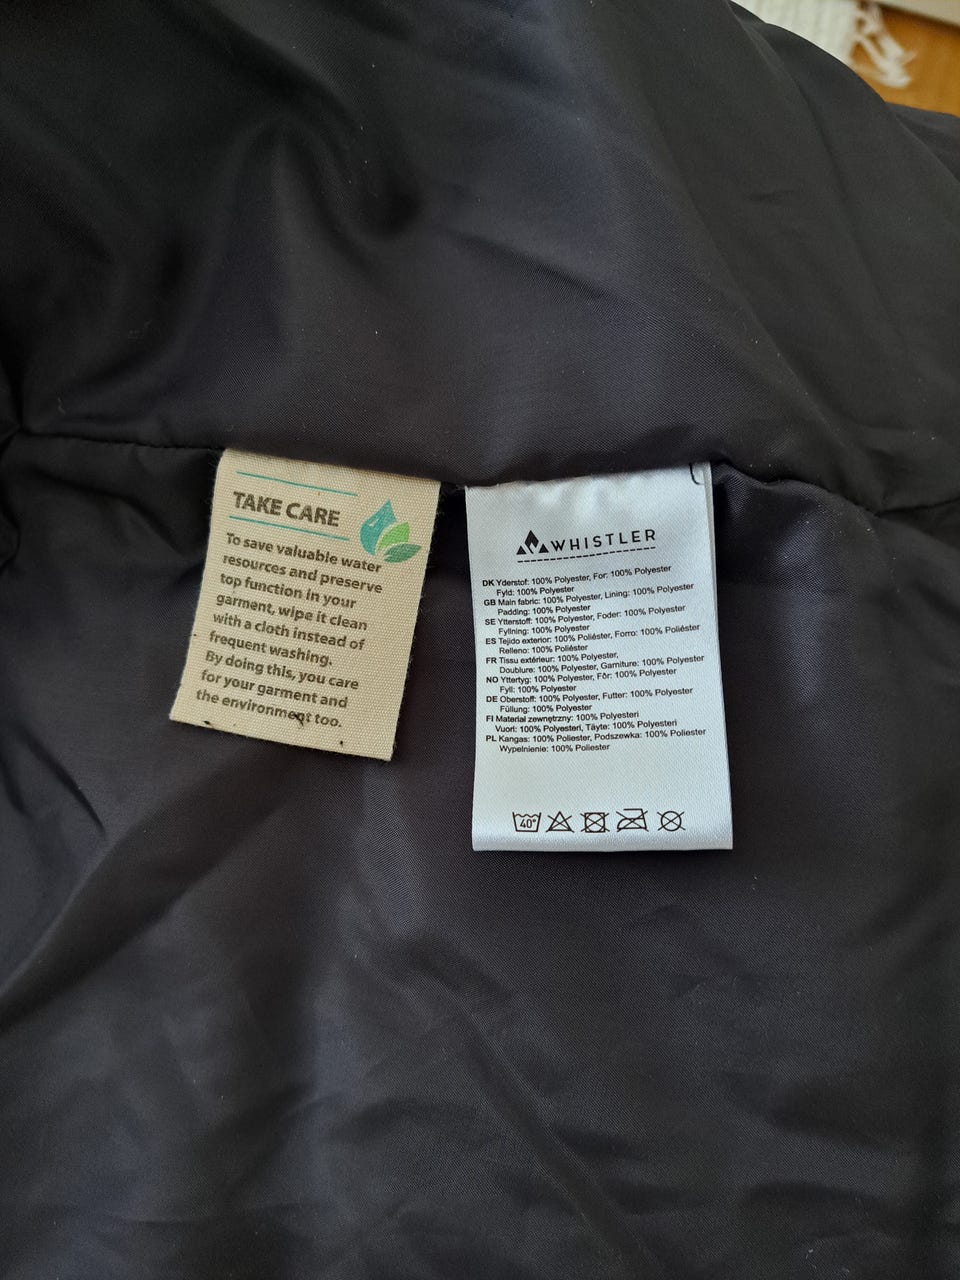 TAKE CARE
To save valuable water
resources and preserve
top function in your
garment, wipe it clean
with a cloth instead of
frequent washing.
By doing this, you care
for your garment and
the environment too.
WHISTLER
DK Yderstof: 100% Polyester, For: 100% Polyester
Fyld: 100% Polyester
GB Main fabric: 100% Polyester, Lining: 100% Polyester
Padding: 100% Polyester
SE Ytterstoff: 100% Polyester, Foder: 100% Polyester
Fyllning: 100% Polyester
ES Tejido exterior: 100% Poliéster, Forro: 100% Poliéster
Relleno: 100% Poliéster
FR Tissu extérieur: 100% Polyester,
Doublure: 100% Polyester, Garniture: 100% Polyester
NO Yttertyg: 100% Polyester, Fôr: 100% Polyester
Fyll: 100% Polyester
DE Oberstoff: 100% Polyester, Futter: 100% Polyester
Füllung: 100% Polyester
FI Materiał zewnętrzny: 100% Polyesteri
Vuori: 100% Polyesteri, Täyte: 100% Polyesteri
PL Kangas: 100% Poliester, Podszewka: 100% Poliester
Wypełnienie: 100% Poliester
40°